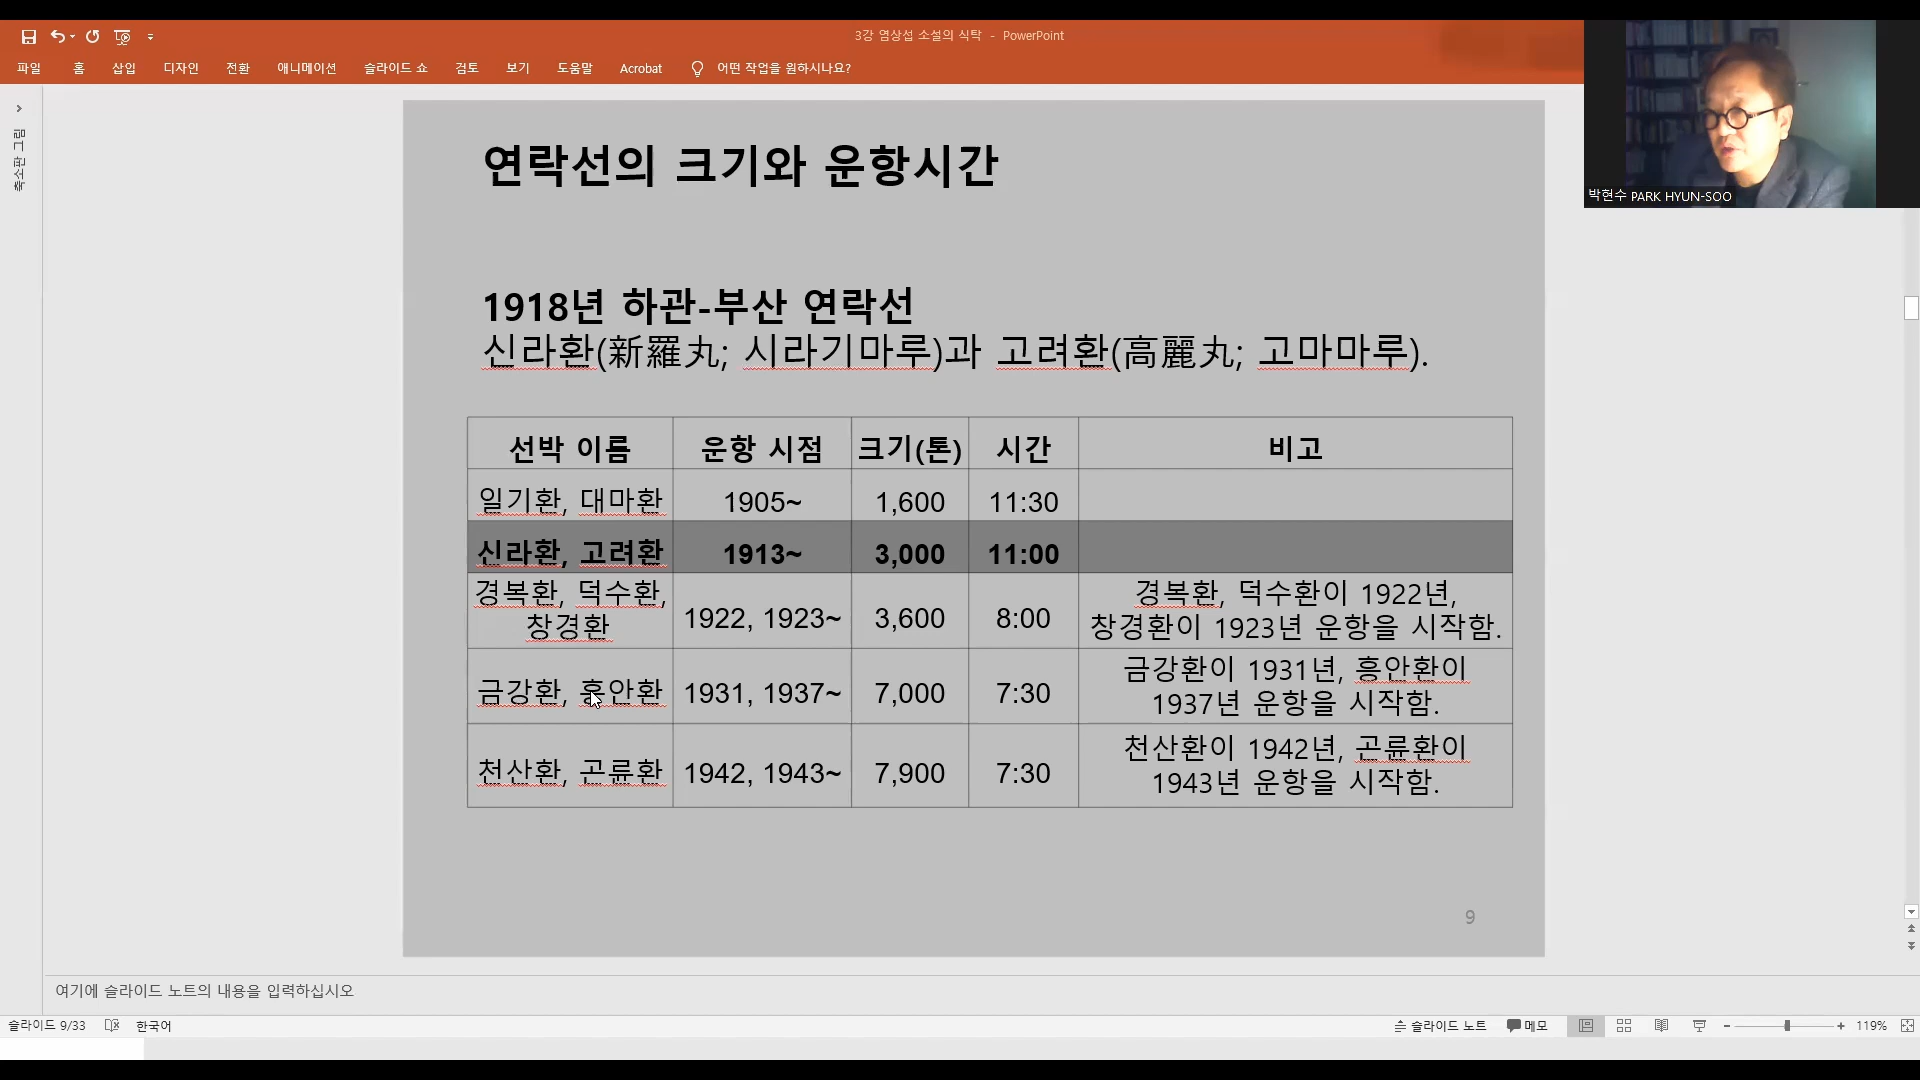 3강 염상섭 소설의 식탁 - PowerPoint
파일 홈 삽입 디자인 전환 애니메이션 슬라이드 쇼 검토 보기 도움말 Acrobat 어떤 작업을 원하시나요?
박현수 PARK HYUN-SOO
축소판 그림
연락선의 크기와 운항시간
1918년 하관-부산 연락선
신라환(新羅丸; 시라기마루)과 고려환(高麗丸; 고마마루).
선박 이름 운항 시점 크기(톤) 시간 비고
일기환, 대마환 1905~ 1,600 11:30
신라환, 고려환 1913~ 3,000 11:00
경복환, 덕수환,
창경환
1922, 1923~ 3,600 8:00
경복환, 덕수환이 1922년,
창경환이 1923년 운항을 시작함.
금강환, 흥안환 1931, 1937~ 7,000 7:30
금강환이 1931년, 흥안환이
1937년 운항을 시작함.
천산환, 곤륜환 1942, 1943~ 7,900 7:30
천산환이 1942년, 곤륜환이
1943년 운항을 시작함.
9
여기에 슬라이드 노트의 내용을 입력하십시오
슬라이드 9/33 한국어 슬라이드 노트 메모 119%